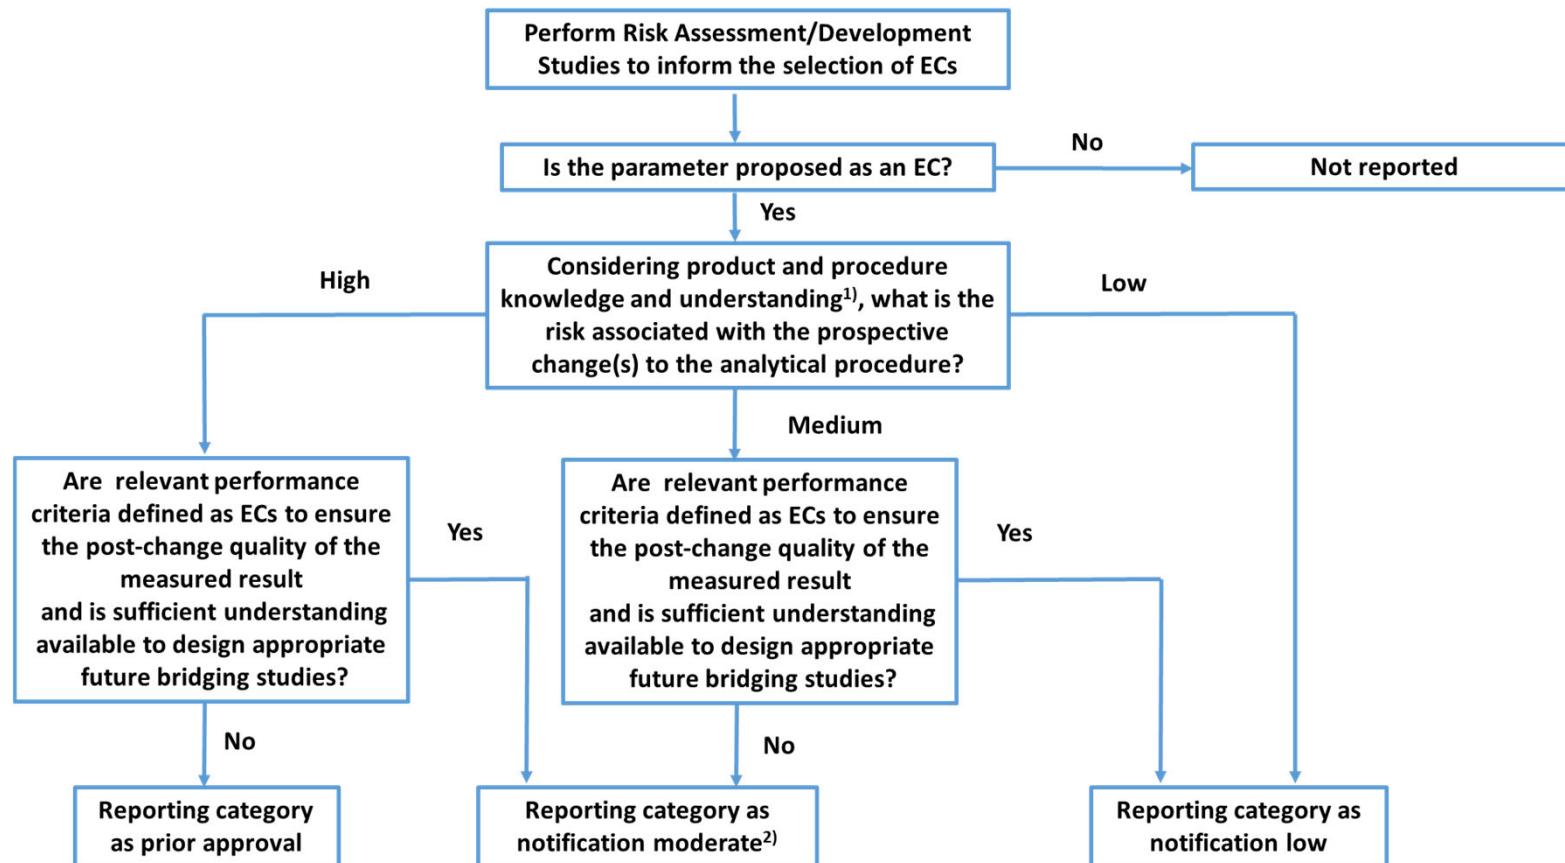 Perform Risk Assessment/Development
Studies to inform the selection of ECs
Is the parameter proposed as an EC?
No
Not reported
Yes
Considering product and procedure
knowledge and understanding¹⁾, what is the
risk associated with the prospective
change(s) to the analytical procedure?
High
Low
Medium
Are relevant performance
criteria defined as ECs to ensure
the post-change quality of the
measured result
and is sufficient understanding
available to design appropriate
future bridging studies?
Yes
Are relevant performance
criteria defined as ECs to ensure
the post-change quality of the
measured result
and is sufficient understanding
available to design appropriate
future bridging studies?
Yes
No
No
Reporting category
as prior approval
Reporting category as
notification moderate²⁾
Reporting category as
notification low